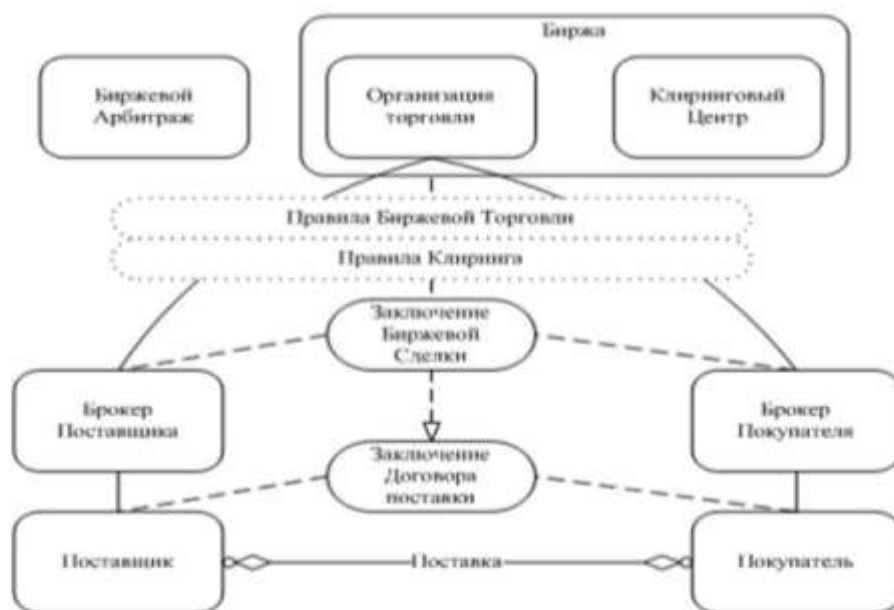 Биржа
Биржевой
Арбитраж
Организация
торговли
Клиринговый
Центр
Правила Биржевой Торговли
Правила Клиринга
Заключение
Биржевой
Сделки
Брокер
Поставщика
Брокер
Покупателя
Заключение
Договора
поставки
Поставщик
Поставка
Покупатель